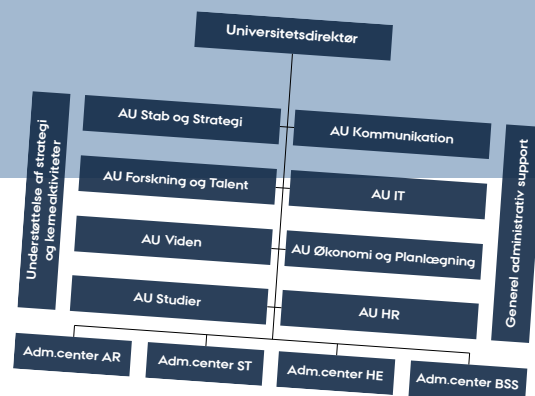 Universitetsdirektør
Understøttelse af strategi
og kerneaktiviteter
AU Stab og Strategi
AU Kommunikation
AU Forskning og Talent
AU IT
AU Viden
AU Økonomi og Planlægning
AU Studier
AU HR
Generel administrativ support
Adm.center AR
Adm.center ST
Adm.center HE
Adm.center BSS